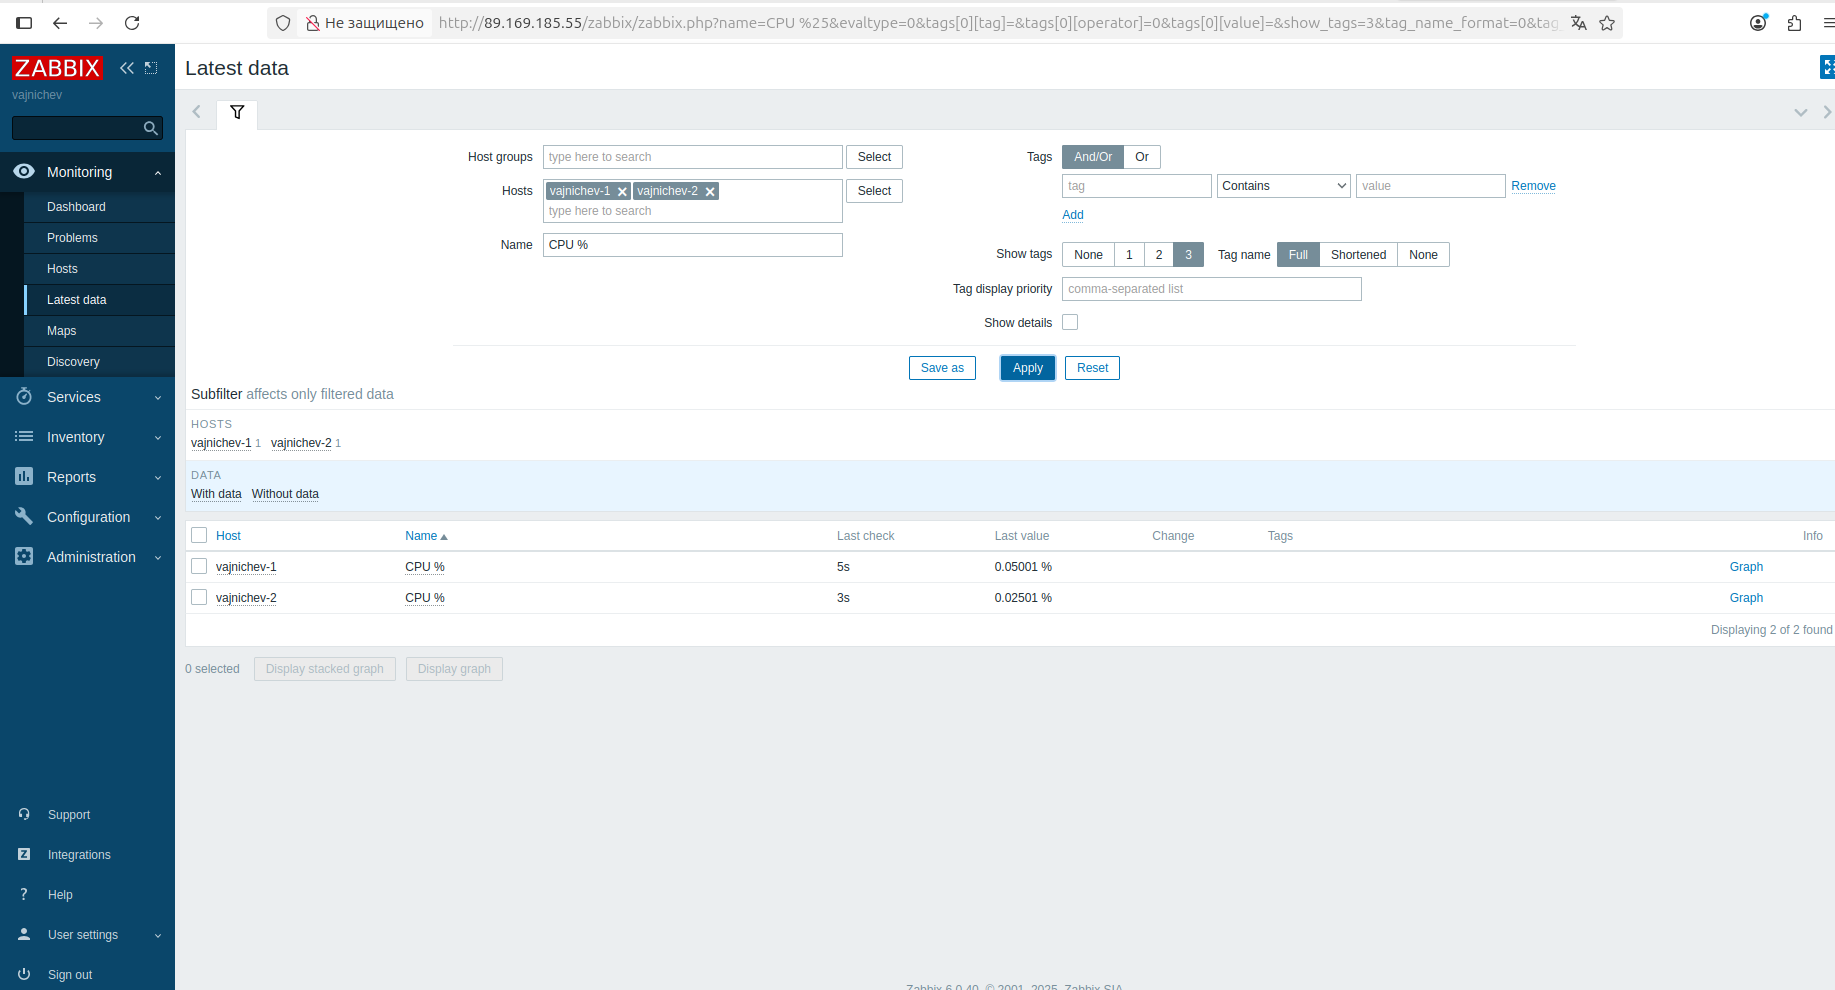 Не защищено http://89.169.185.55/zabbix/zabbix.php?name=CPU %25&evaltype=0&tags[0][tag]=&tags[0][operator]=0&tags[0][value]=&show_tags=3&tag_name_format=0&tag
ZABBIX
vajnichev
Monitoring
Dashboard
Problems
Hosts
Latest data
Maps
Discovery
Services
Inventory
Reports
Configuration
Administration
Support
Integrations
Help
User settings
Sign out
Latest data
Host groups type here to search Select
Hosts vajnichev-1 vajnichev-2 Select
type here to search
Name CPU %
Tags And/Or Or
tag Contains value Remove
Add
Show tags None 1 2 3 Tag name Full Shortened None
Tag display priority comma-separated list
Show details
Save as Apply Reset
Subfilter affects only filtered data
HOSTS
vajnichev-1 1 vajnichev-2 1
DATA
With data Without data
Host Name Last check Last value Change Tags Info
vajnichev-1 CPU % 5s 0.05001 % Graph
vajnichev-2 CPU % 3s 0.02501 % Graph
Displaying 2 of 2 found
0 selected Display stacked graph Display graph
Zabbix 6.0.40. © 2001–2025, Zabbix SIA